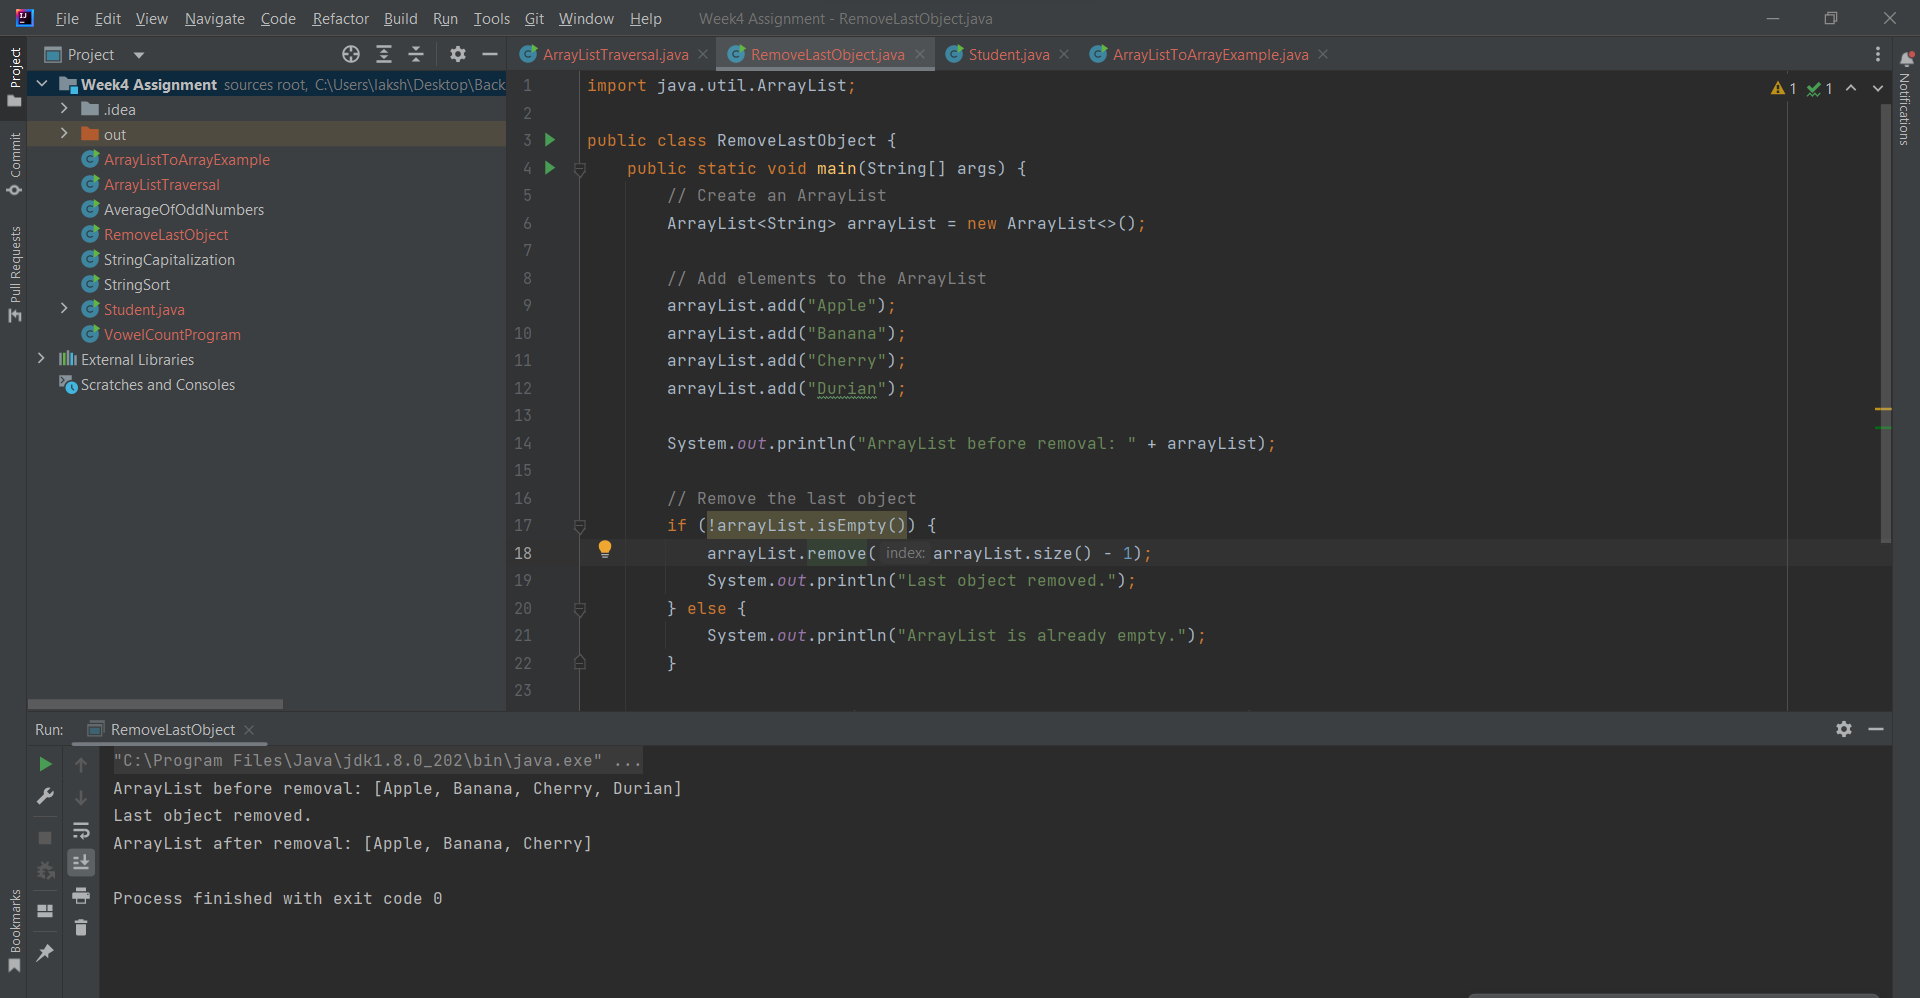 File Edit View Navigate Code Refactor Build Run Tools Git Window Help Week4 Assignment - RemoveLastObject.java
Project
Commit
Pull Requests
Bookmarks
Project
Week4 Assignment sources root, C:\Users\laksh\Desktop\Back
.idea
out
ArrayListToArrayExample
ArrayListTraversal
AverageOfOddNumbers
RemoveLastObject
StringCapitalization
StringSort
Student.java
VowelCountProgram
External Libraries
Scratches and Consoles
ArrayListTraversal.java RemoveLastObject.java Student.java ArrayListToArrayExample.java
1 import java.util.ArrayList;
2
3 public class RemoveLastObject {
4 public static void main(String[] args) {
5 // Create an ArrayList
6 ArrayList<String> arrayList = new ArrayList<>();
7
8 // Add elements to the ArrayList
9 arrayList.add("Apple");
10 arrayList.add("Banana");
11 arrayList.add("Cherry");
12 arrayList.add("Durian");
13
14 System.out.println("ArrayList before removal: " + arrayList);
15
16 // Remove the last object
17 if (!arrayList.isEmpty()) {
18 arrayList.remove( index: arrayList.size() - 1);
19 System.out.println("Last object removed.");
20 } else {
21 System.out.println("ArrayList is already empty.");
22 }
23
1 1
Notifications
Run: RemoveLastObject
"C:\Program Files\Java\jdk1.8.0_202\bin\java.exe" ...
ArrayList before removal: [Apple, Banana, Cherry, Durian]
Last object removed.
ArrayList after removal: [Apple, Banana, Cherry]
Process finished with exit code 0